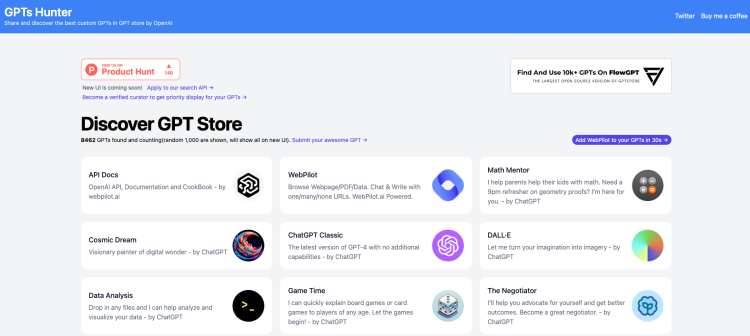 GPTs Hunter
Share and discover the best custom GPTs in GPT store by OpenAI
Twitter Buy me a coffee
FIND US ON
Product Hunt
140
Find And Use 10k+ GPTs On FlowGPT
THE LARGEST OPEN-SOURCE VERSION OF GPTSTORE
New UI is coming soon! Apply to our search API →
Become a verified curator to get priority display for your GPTs →
Discover GPT Store
8462 GPTs found and counting(random 1,000 are shown, will show all on new UI). Submit your awesome GPT →
Add WebPilot to your GPTs in 30s →
API Docs
OpenAI API, Documentation and CookBook - by
webpilot.ai
WebPilot
Browse Webpage/PDF/Data. Chat & Write with
one/many/none URLs. WebPilot.ai Powered.
Math Mentor
I help parents help their kids with math. Need a
9pm refresher on geometry proofs? I'm here for
you. - by ChatGPT
Cosmic Dream
Visionary painter of digital wonder - by ChatGPT
ChatGPT Classic
The latest version of GPT-4 with no additional
capabilities - by ChatGPT
DALL·E
Let me turn your imagination into imagery - by
ChatGPT
Data Analysis
Drop in any files and I can help analyze and
visualize your data - by ChatGPT
>_
Game Time
I can quickly explain board games or card
games to players of any age. Let the games
begin! - by ChatGPT
The Negotiator
I'll help you advocate for yourself and get better
outcomes. Become a great negotiator. - by
ChatGPT